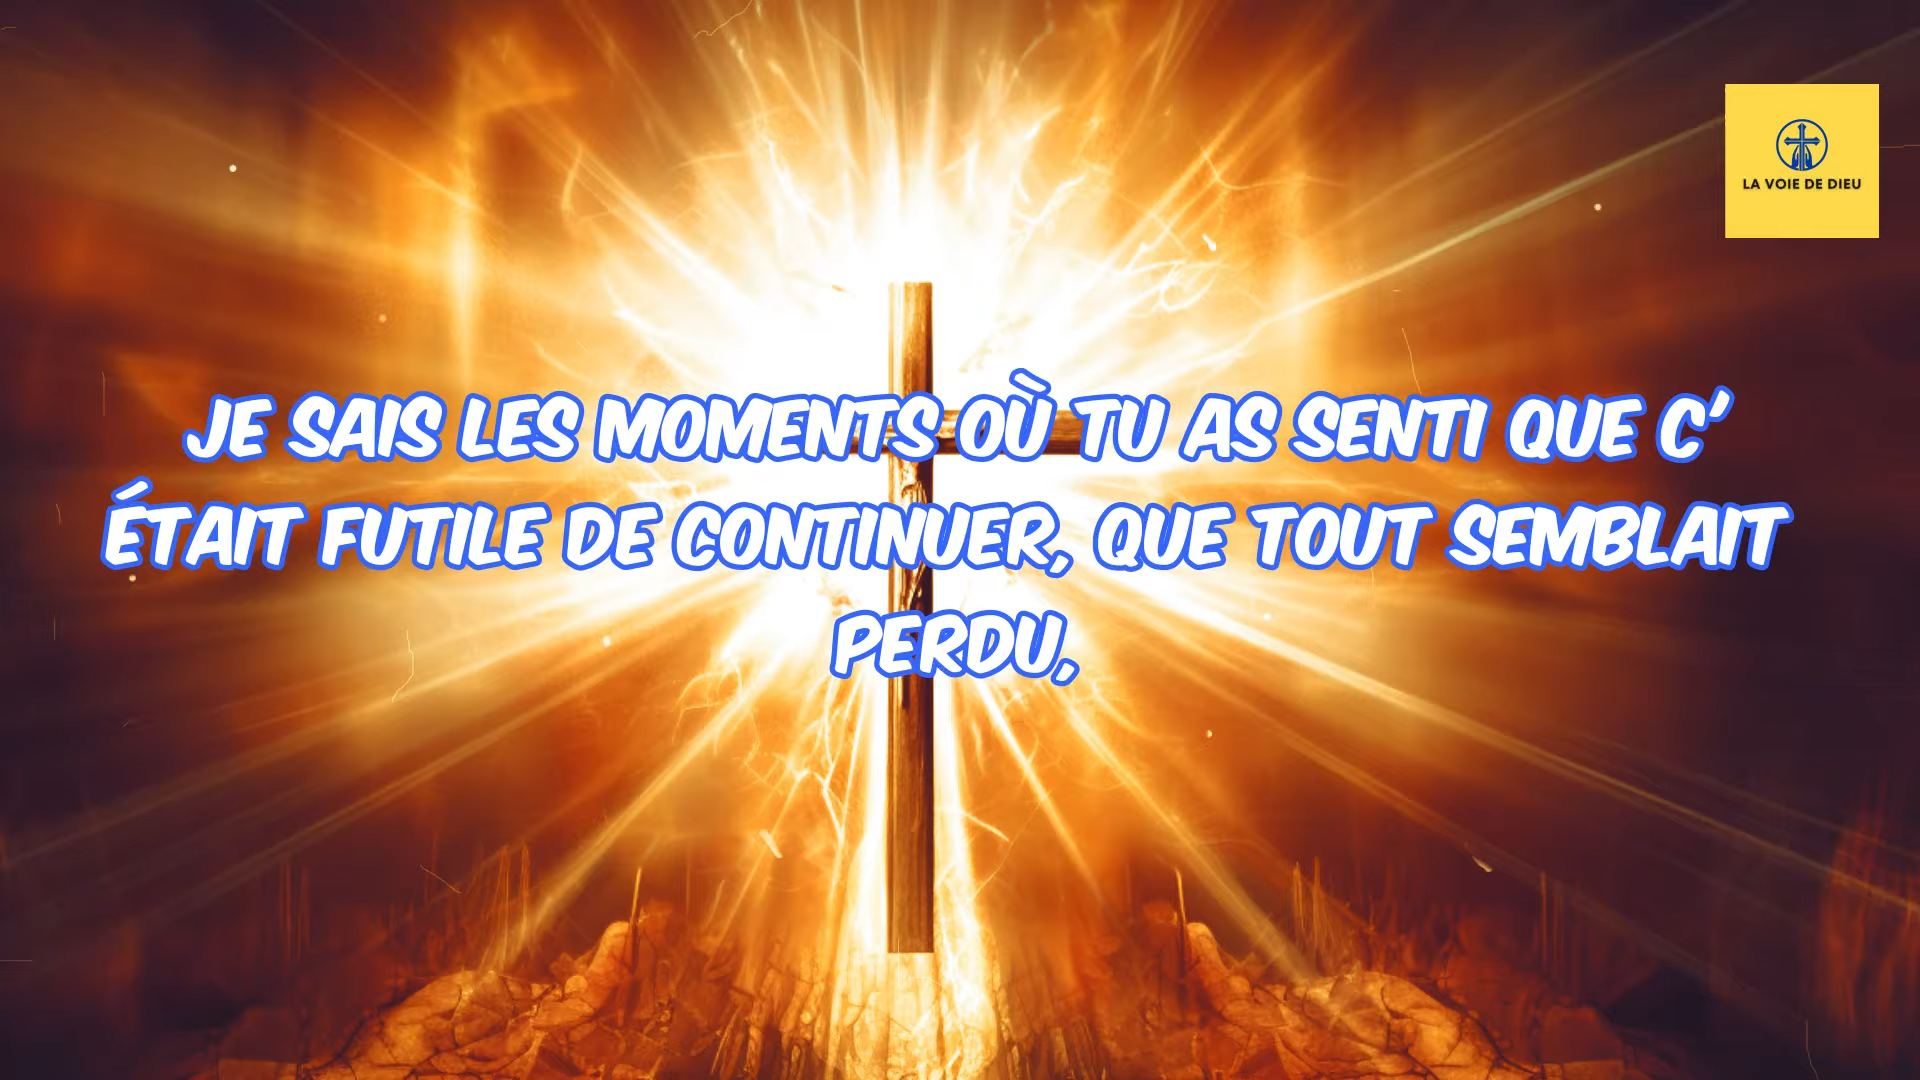 LA VOIE DE DIEU
JE SAIS LES MOMENTS OÙ TU AS SENTI QUE C'
ÉTAIT FUTILE DE CONTINUER, QUE TOUT SEMBLAIT
PERDU,